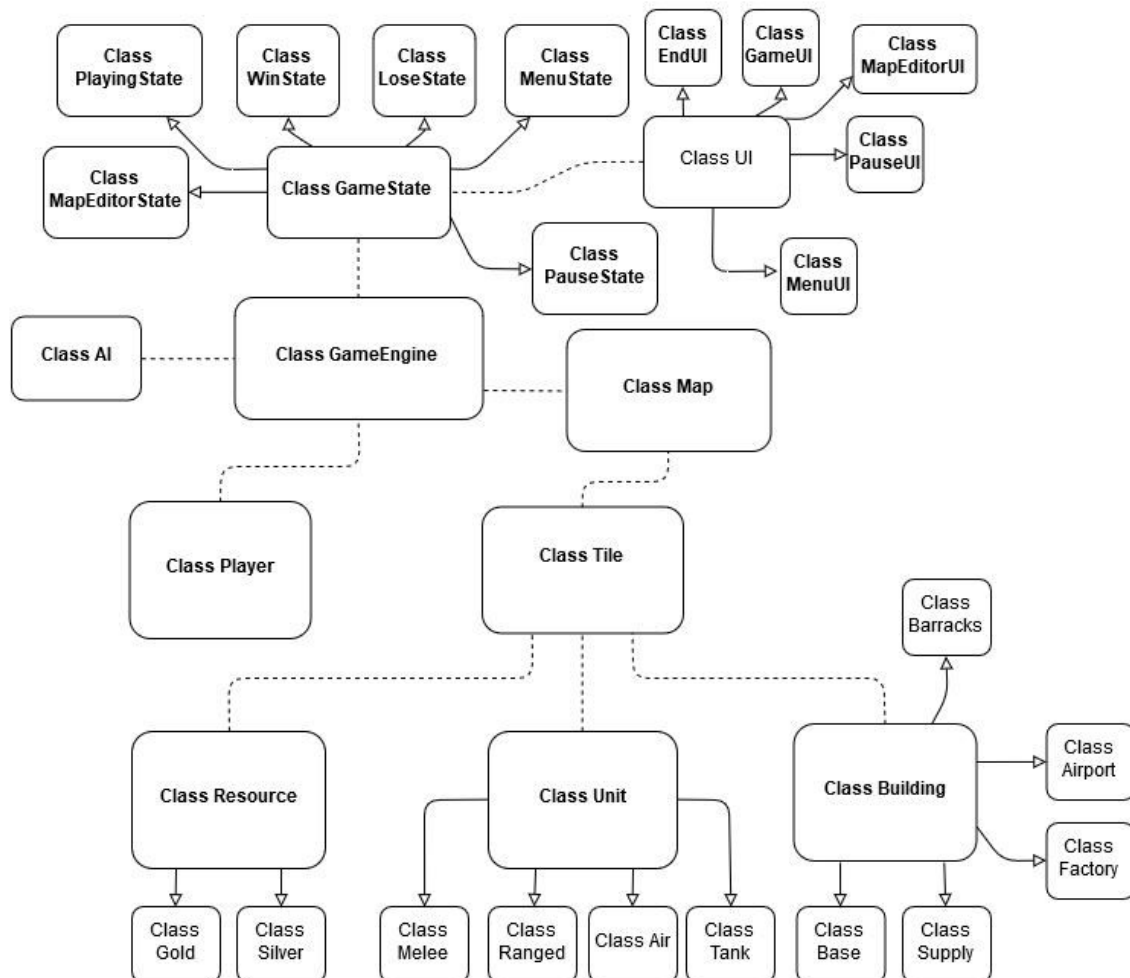 Class
PlayingState
Class
WinState
Class
LoseState
Class
MenuState
Class
EndUI
Class
GameUI
Class
MapEditorUI
Class
MapEditorState
Class GameState
Class UI
Class
PauseUI
Class
PauseState
Class
MenuUI
Class AI
Class GameEngine
Class Map
Class Player
Class Tile
Class
Barracks
Class Resource
Class Unit
Class Building
Class
Airport
Class
Factory
Class
Gold
Class
Silver
Class
Melee
Class
Ranged
Class Air
Class
Tank
Class
Base
Class
Supply